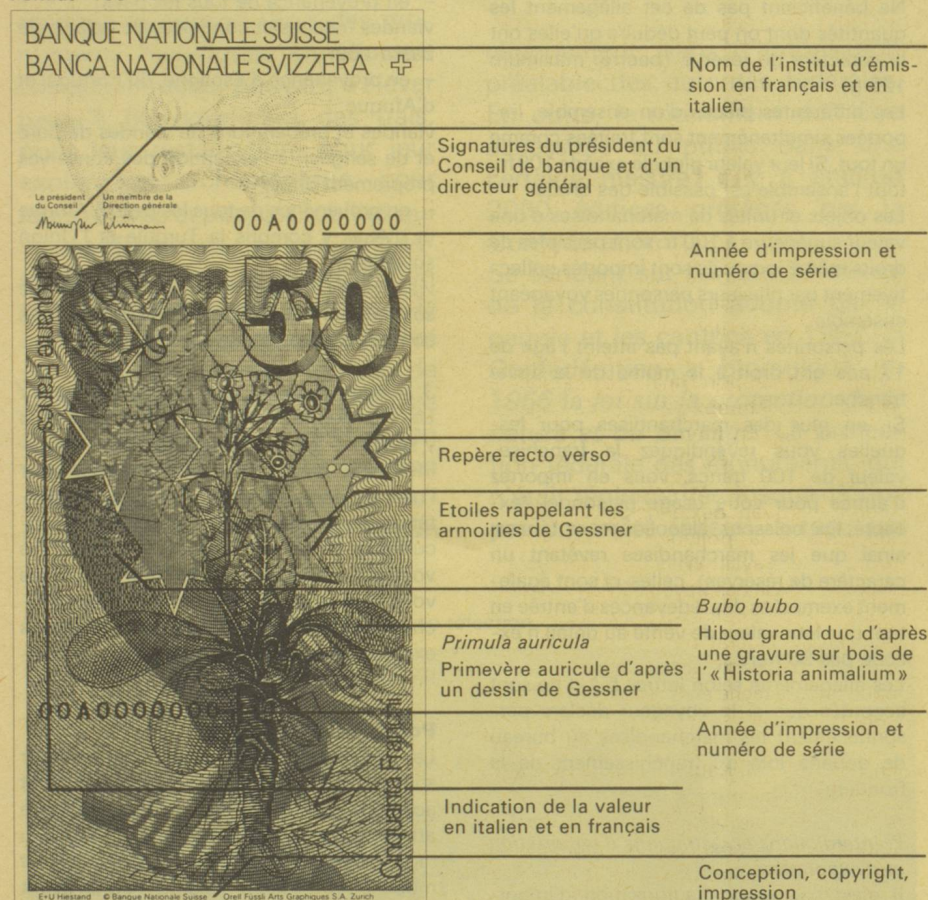 BANQUE NATIONALE SUISSE
BANCA NAZIONALE SVIZZERA
Nom de l'institut d'émis-
sion en français et en
italien
Signatures du président du
Conseil de banque et d'un
directeur général
Le président
du Conseil
Un membre de la
Direction générale
00A0000000
Année d'impression et
numéro de série
50
Cinquante Francs
Repère recto verso
Etoiles rappelant les
armoiries de Gessner
Bubo bubo
Hibou grand duc d'après
une gravure sur bois de
l'«Historia animalium»
Primula auricula
Primevère auricule d'après
un dessin de Gessner
00A0000000
Année d'impression et
numéro de série
Cinquanta Franchi
Indication de la valeur
en italien et en français
Conception, copyright,
impression
E+U Hiestand © Banque Nationale Suisse Orell Füssli Arts Graphiques S.A. Zurich